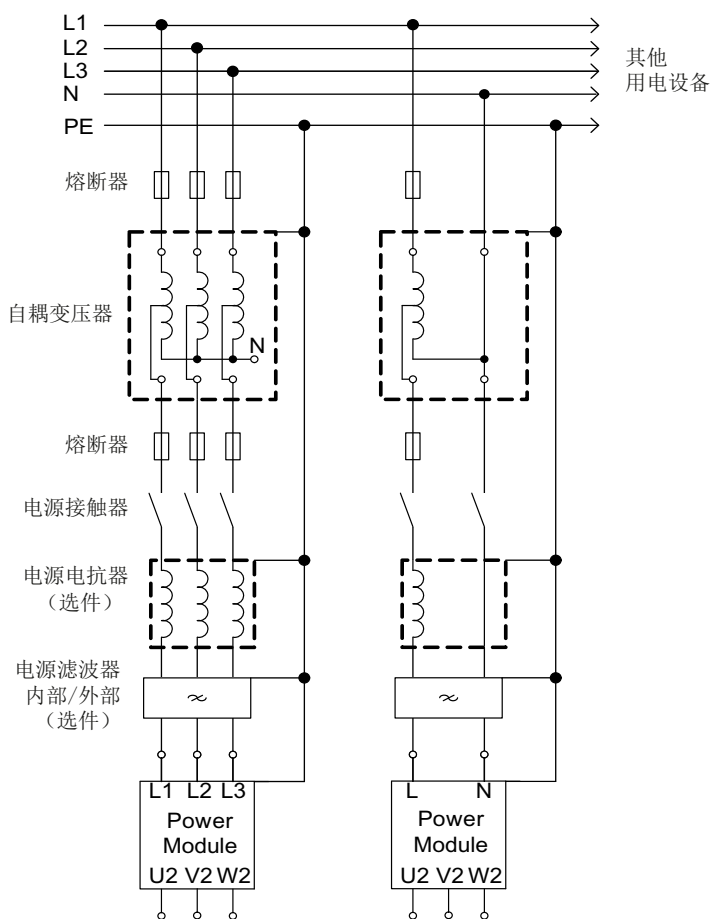 L1
L2
L3
N
PE
其他
用电设备
熔断器
自耦变压器
N
熔断器
电源接触器
电源电抗器
（选件）
电源滤波器
内部/外部
（选件）
L1 L2 L3
Power
Module
U2 V2 W2
L N
Power
Module
U2 V2 W2